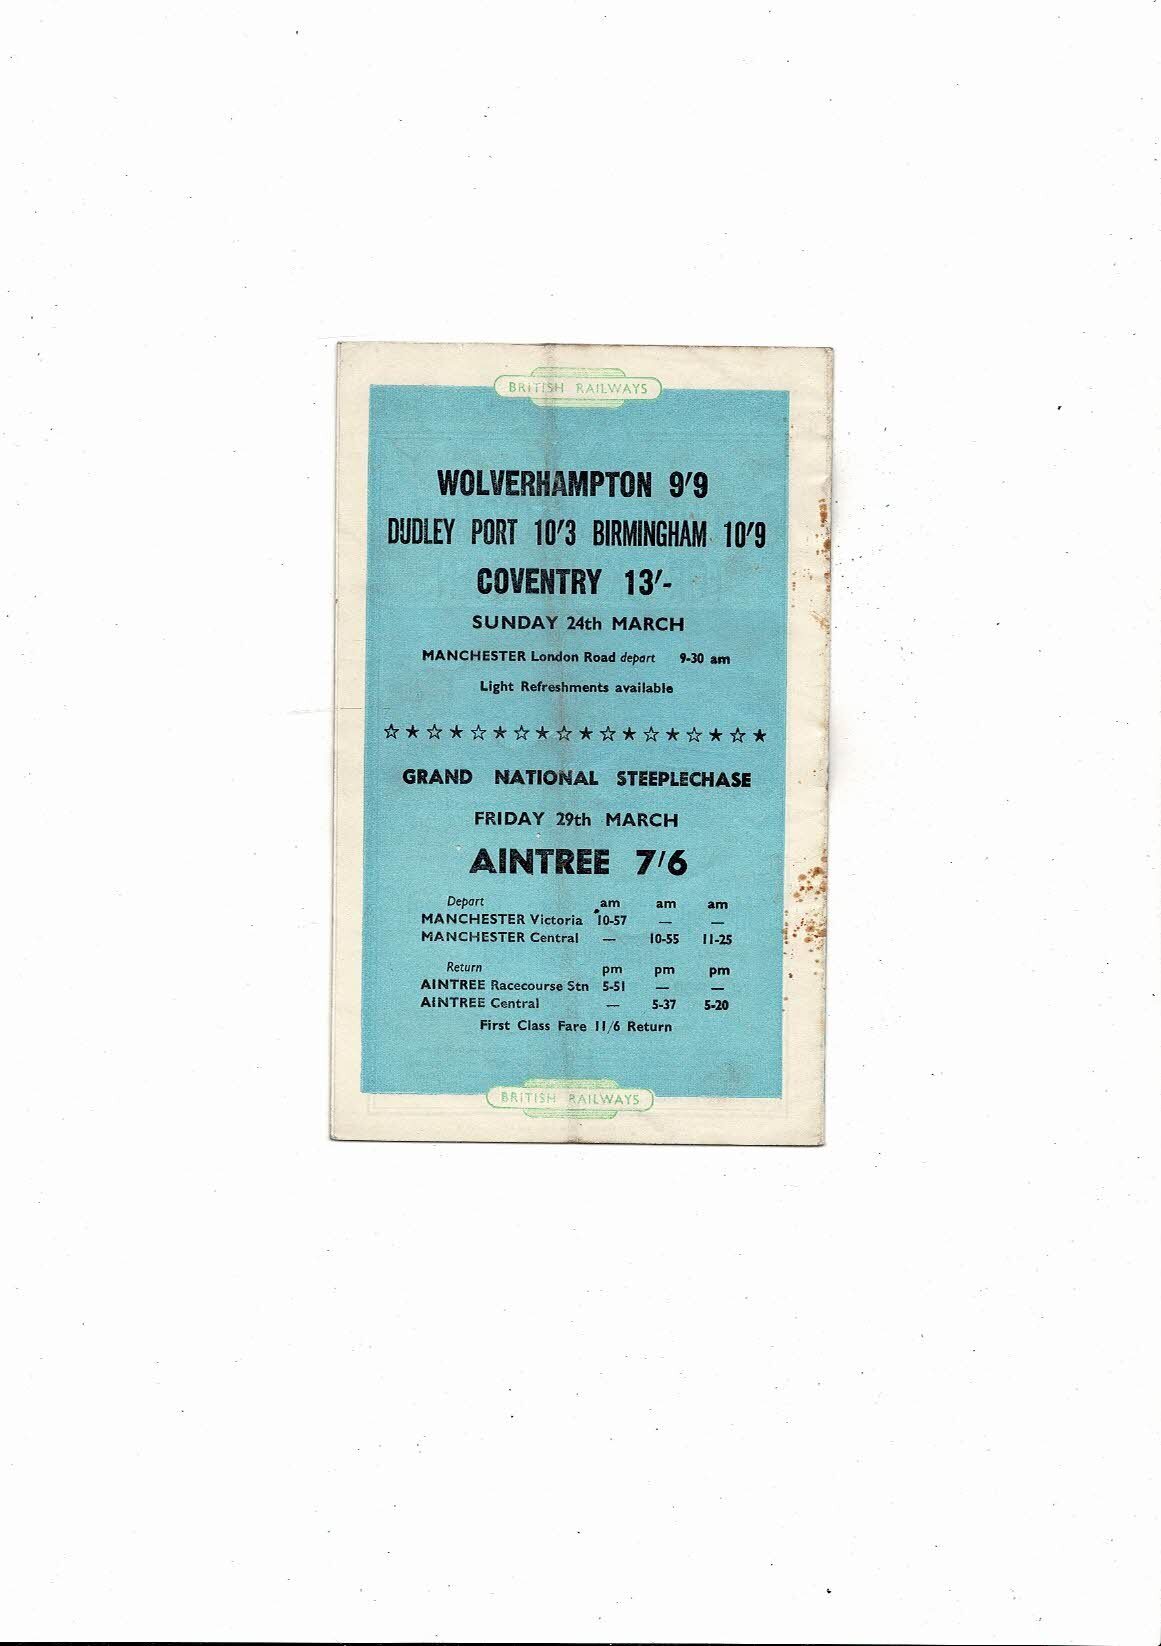 BRITISH RAILWAYS
WOLVERHAMPTON 9'9
DUDLEY PORT 10'3 BIRMINGHAM 10'9
COVENTRY 13'-
SUNDAY 24th MARCH
MANCHESTER London Road depart 9-30 am
Light Refreshments available
☆★☆★☆★☆★☆★☆★☆★☆★☆★
GRAND NATIONAL STEEPLECHASE
FRIDAY 29th MARCH
AINTREE 7'6
Depart am am am
MANCHESTER Victoria 10-57 — —
MANCHESTER Central — 10-55 11-25
Return pm pm pm
AINTREE Racecourse Stn 5-51 — —
AINTREE Central — 5-37 5-20
First Class Fare 11/6 Return
BRITISH RAILWAYS